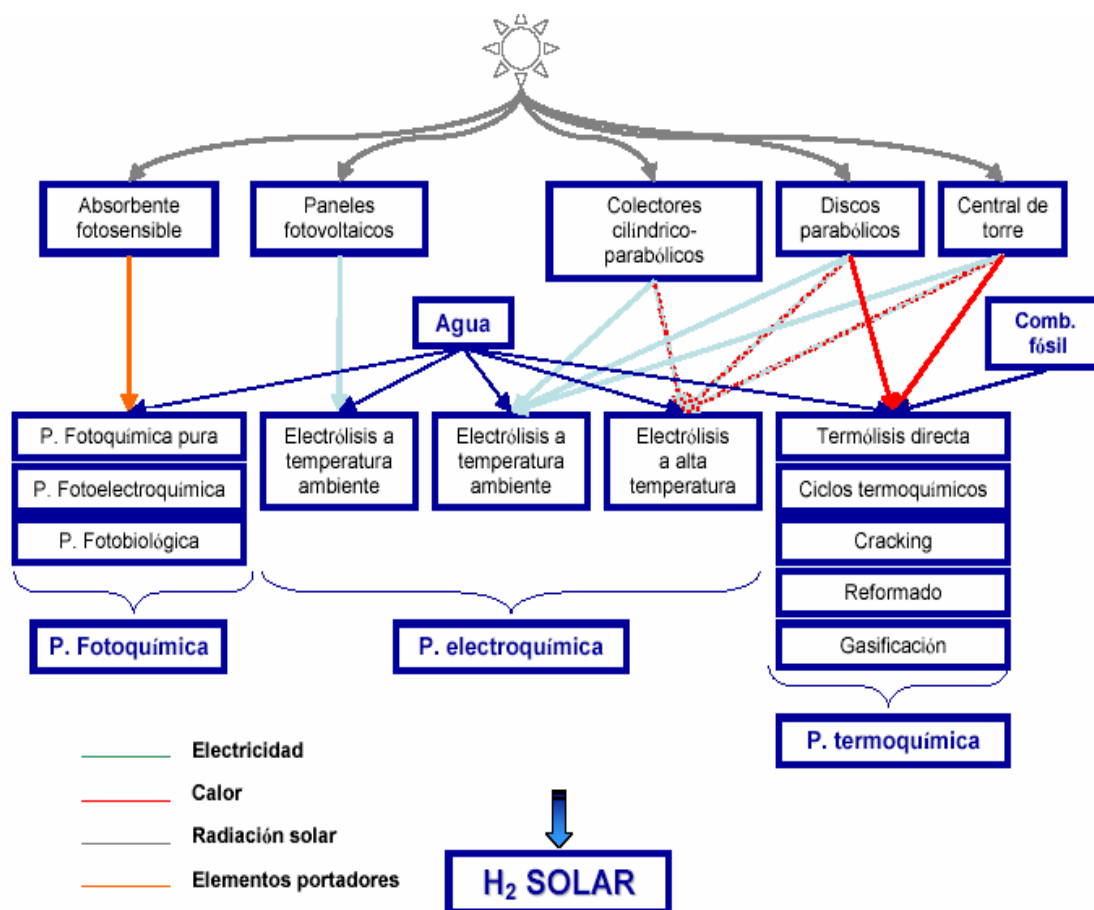 Absorbente
fotosensible
Paneles
fotovoltaicos
Colectores
cilíndrico-
parabólicos
Discos
parabólicos
Central de
torre
Agua
Comb.
fósil
P. Fotoquímica pura
P. Fotoelectroquímica
P. Fotobiológica
Electrólisis a
temperatura
ambiente
Electrólisis a
temperatura
ambiente
Electrólisis
a alta
temperatura
Termólisis directa
Ciclos termoquímicos
Cracking
Reformado
Gasificación
P. Fotoquímica
P. electroquímica
P. termoquímica
Electricidad
Calor
Radiación solar
Elementos portadores
H₂ SOLAR